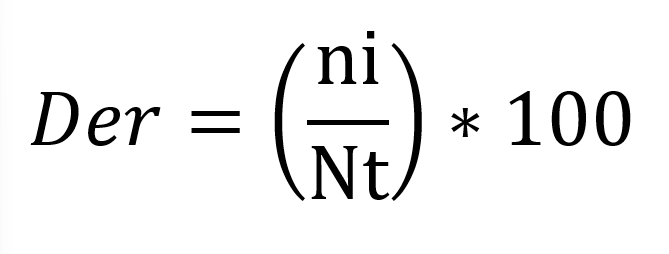 Der = (ni/Nt) * 100